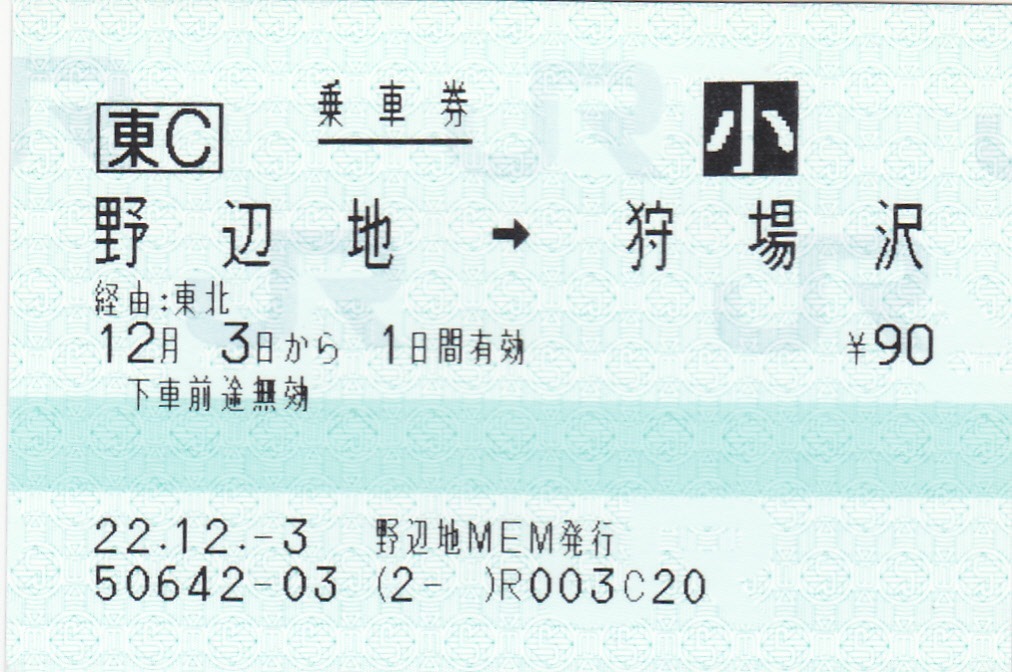 乗車券
東C 小
野辺地 ➡ 狩場沢
経由:東北
12月 3日から 1日間有効 ¥90
下車前途無効
22.12.-3 野辺地MEM発行
50642-03 (2- )R003C20